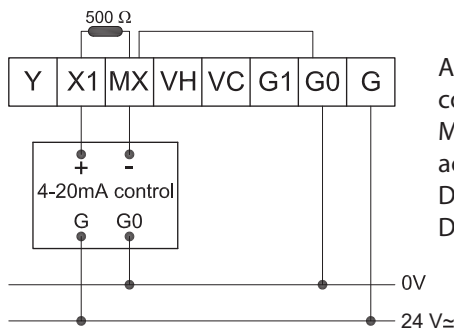 500 Ω
Y X1 MX VH VC G1 G0 G
+ -
4-20mA control
G G0
0V
24 V≃
A
co
M
ac
D
D